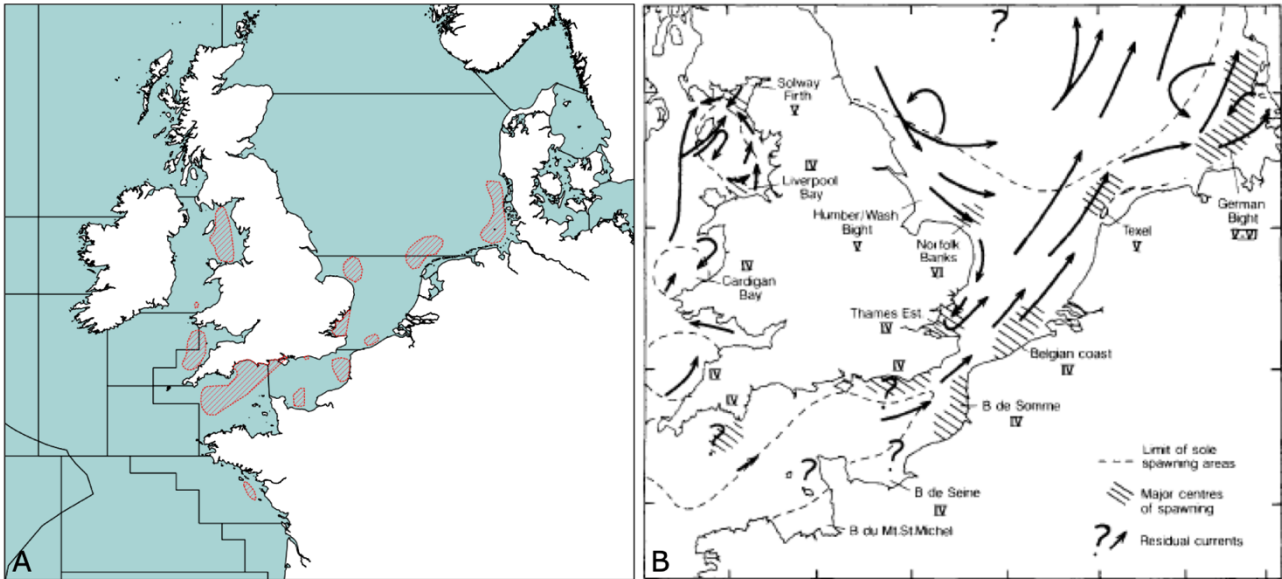 A
B
?
Solway
Firth
V
IV
Liverpool
Bay
Humber/Wash
Bight
V
Norfolk
Banks
VI
Texel
V
German
Bight
V-VI
IV
Cardigan
Bay
Thames Est.
IV
Belgian coast
IV
IV
IV
IV
?
?
B de Somme
IV
?
?
B de Seine
IV
B du Mt.St.Michel
Limit of sole
spawning areas
Major centres
of spawning
? Residual currents